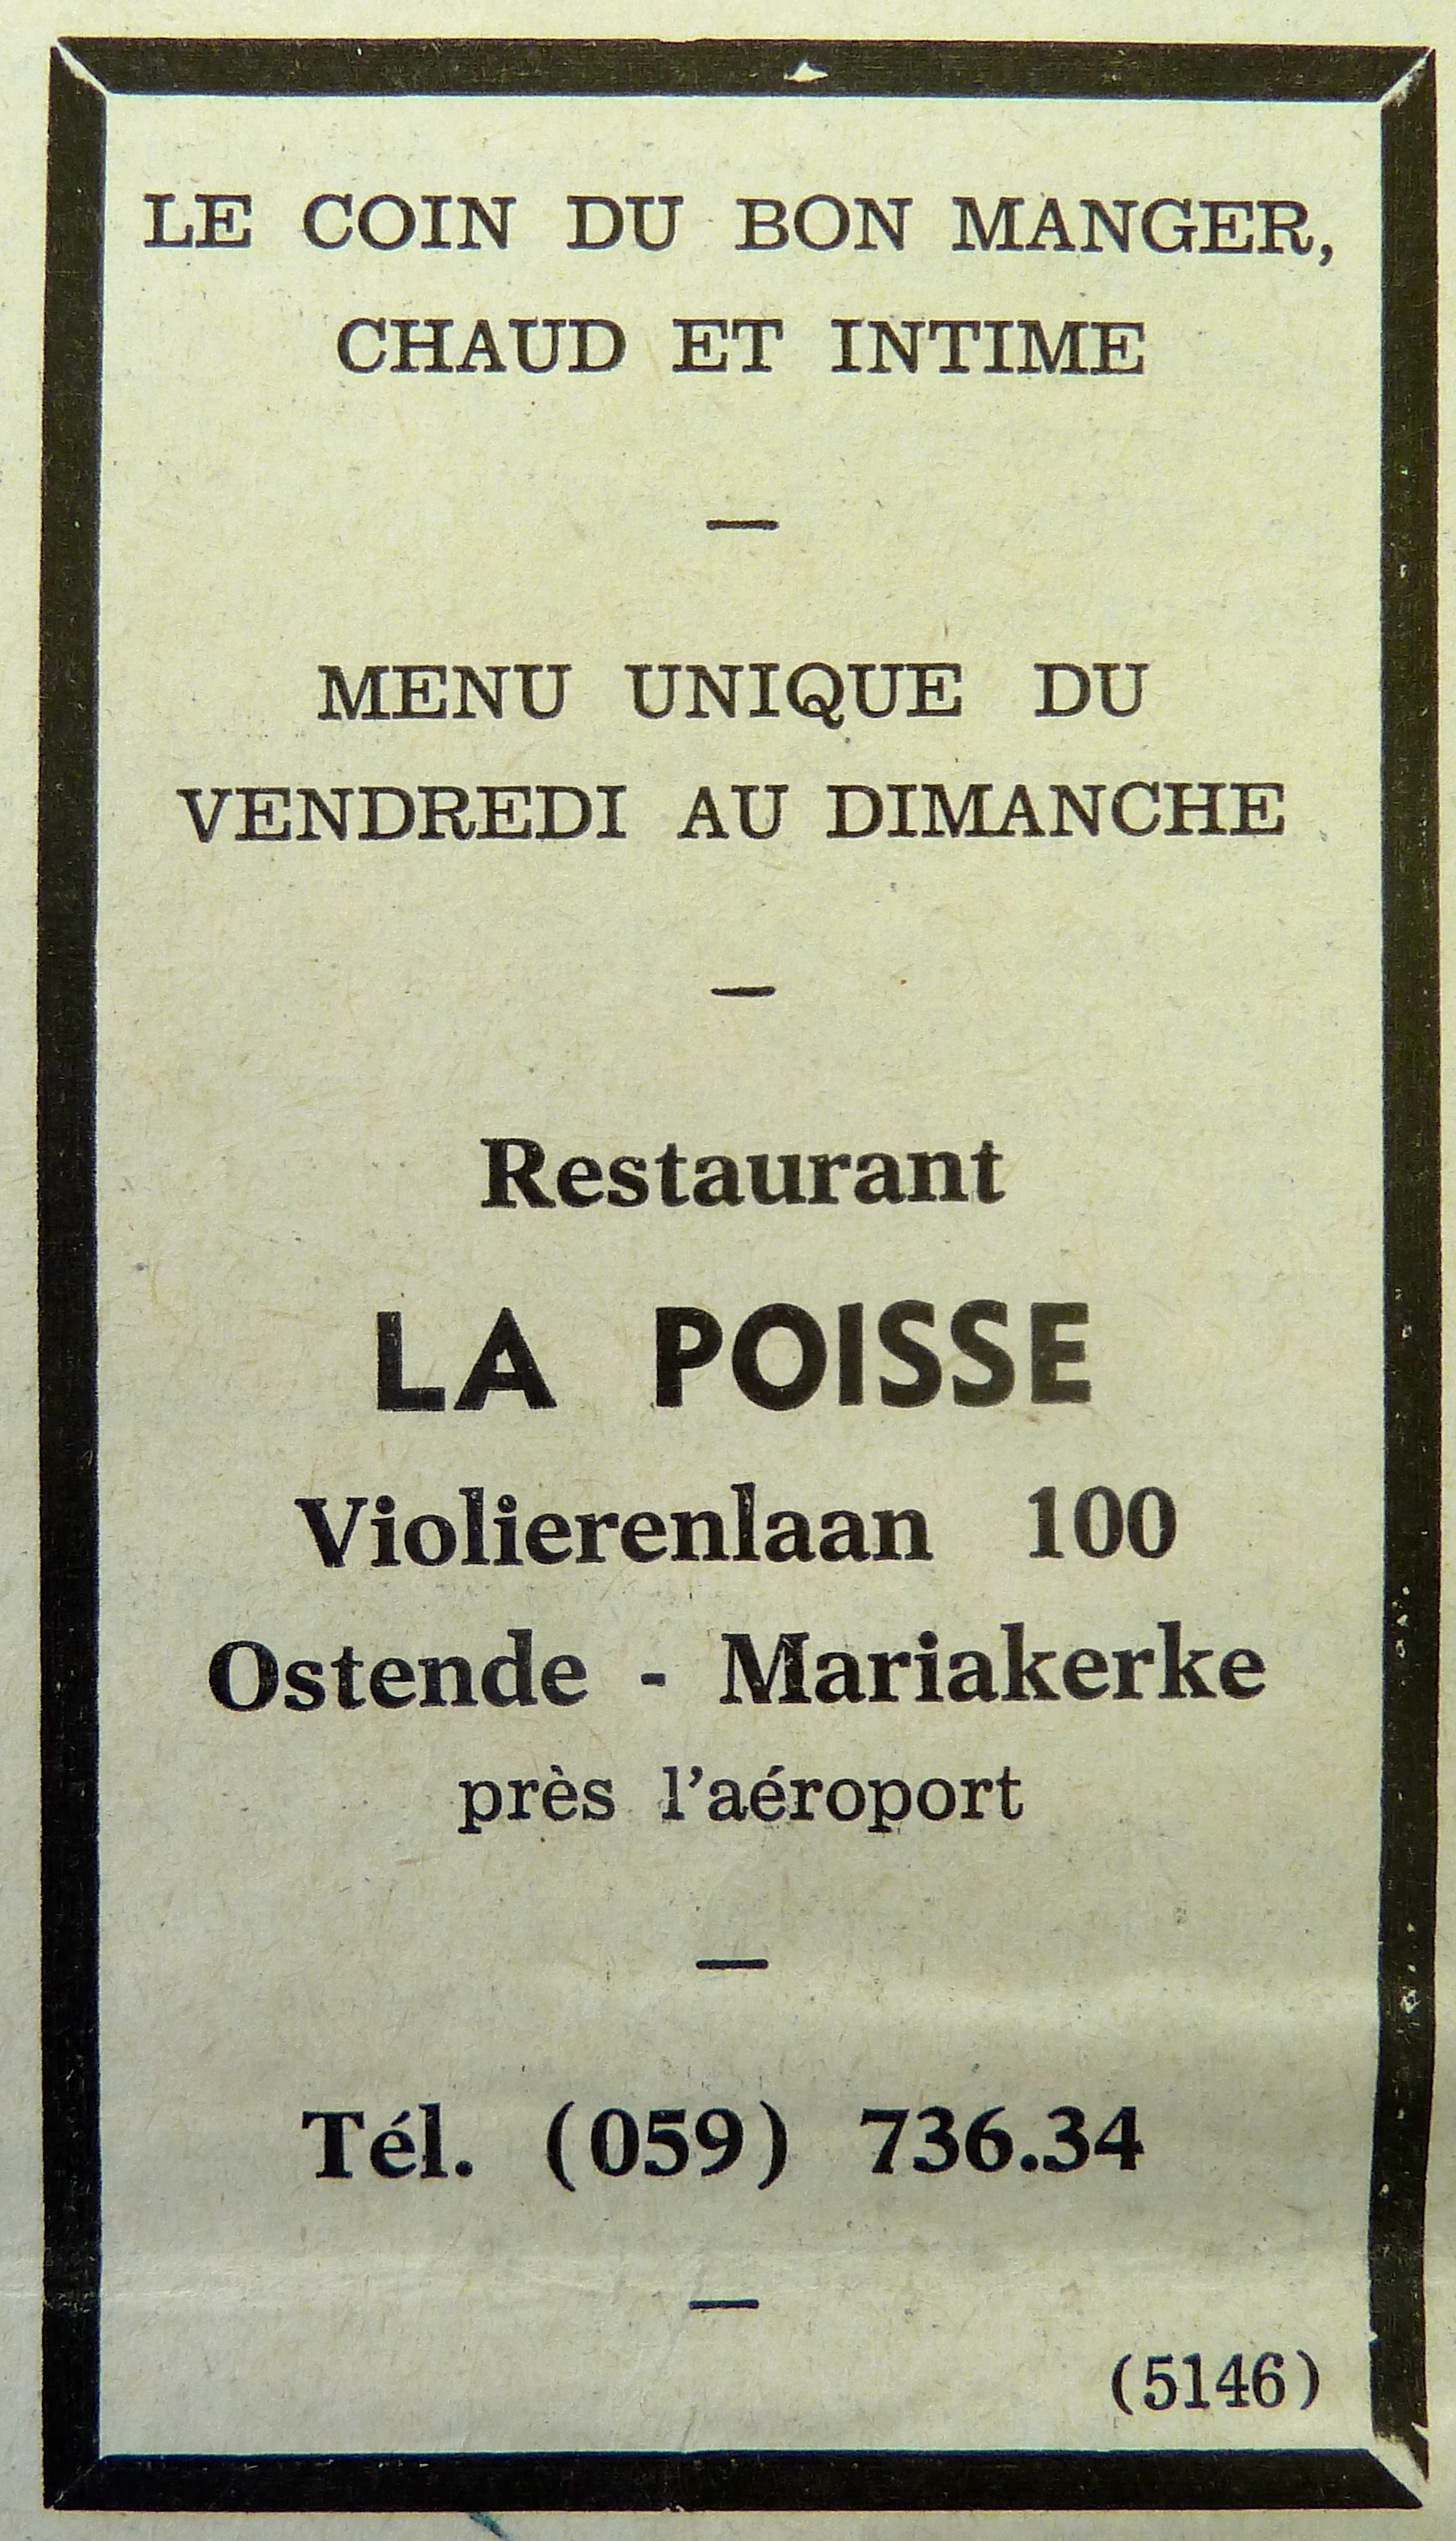 LE COIN DU BON MANGER,
CHAUD ET INTIME
—
MENU UNIQUE DU
VENDREDI AU DIMANCHE
—
Restaurant
LA POISSE
Violierenlaan 100
Ostende - Mariakerke
près l'aéroport
—
Tél. (059) 736.34
—
(5146)